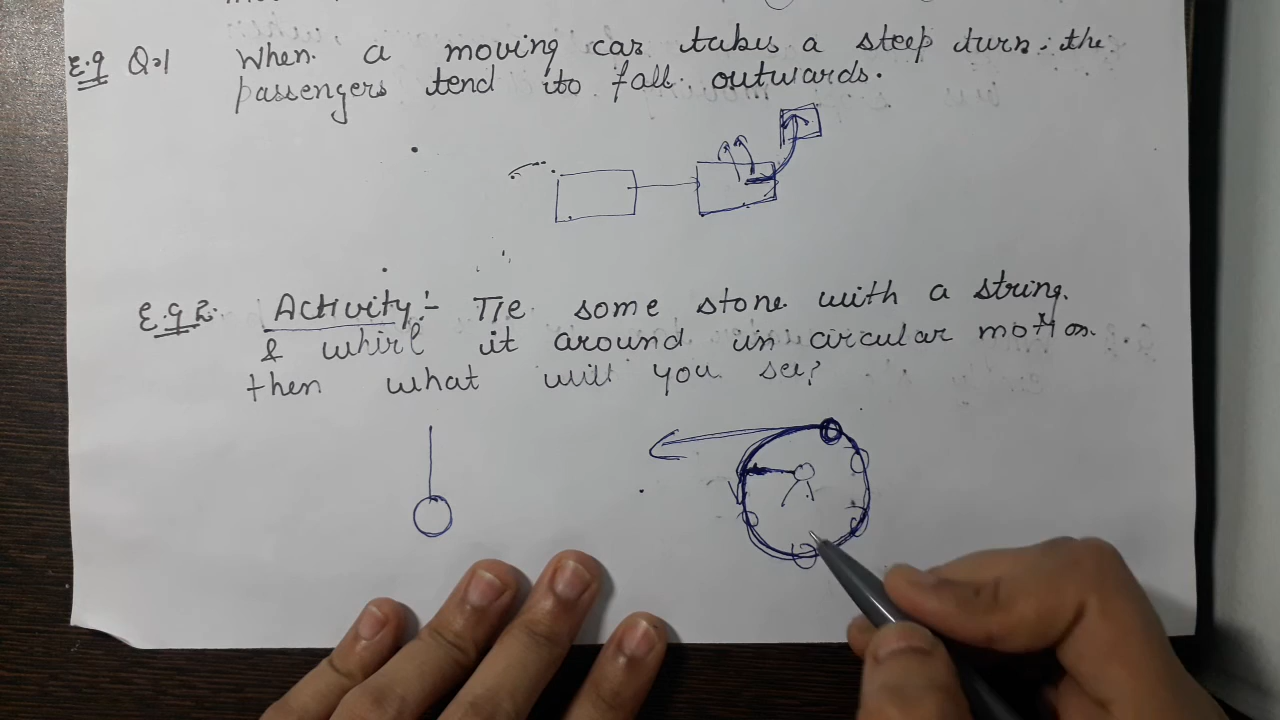 E.g Q.1 When a moving car takes a steep turn. the
passengers tend to fall outwards.
E.g 2. Activity:- Tie some stone with a string.
& whirl it around in circular motion.
then what will you see?